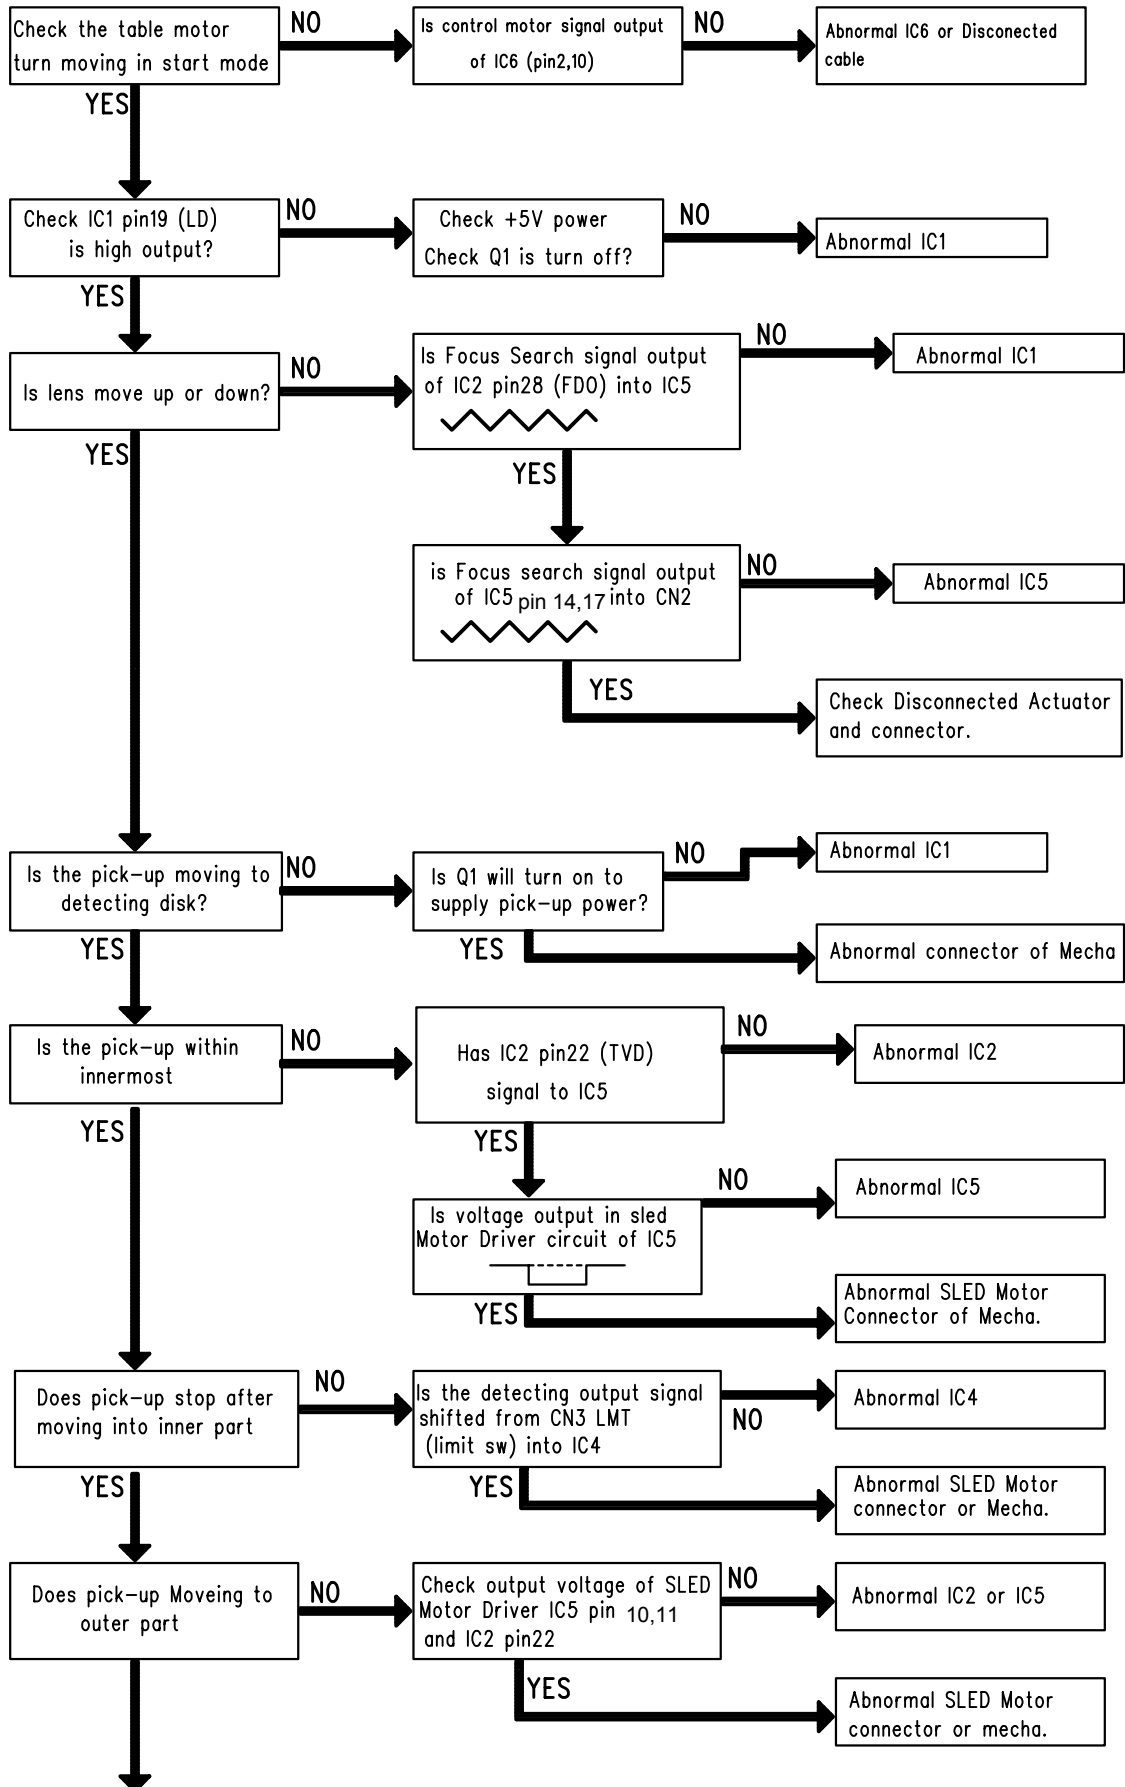 Check the table motor
turn moving in start mode
NO
Is control motor signal output
of IC6 (pin2,10)
NO
Abnormal IC6 or Disconected
cable
YES
Check IC1 pin19 (LD)
is high output?
NO
Check +5V power
Check Q1 is turn off?
NO
Abnormal IC1
YES
Is lens move up or down?
NO
Is Focus Search signal output
of IC2 pin28 (FDO) into IC5
NO
Abnormal IC1
YES
YES
is Focus search signal output
of IC5 pin 14,17 into CN2
NO
Abnormal IC5
YES
Check Disconnected Actuator
and connector.
Is the pick-up moving to
detecting disk?
NO
Is Q1 will turn on to
supply pick-up power?
NO
Abnormal IC1
YES
YES
Abnormal connector of Mecha
Is the pick-up within
innermost
NO
Has IC2 pin22 (TVD)
signal to IC5
NO
Abnormal IC2
YES
YES
Is voltage output in sled
Motor Driver circuit of IC5
NO
Abnormal IC5
YES
Abnormal SLED Motor
Connector of Mecha.
Does pick-up stop after
moving into inner part
NO
Is the detecting output signal
shifted from CN3 LMT
(limit sw) into IC4
NO
Abnormal IC4
YES
YES
Abnormal SLED Motor
connector or Mecha.
Does pick-up Moveing to
outer part
NO
Check output voltage of SLED
Motor Driver IC5 pin 10,11
and IC2 pin22
NO
Abnormal IC2 or IC5
YES
Abnormal SLED Motor
connector or mecha.